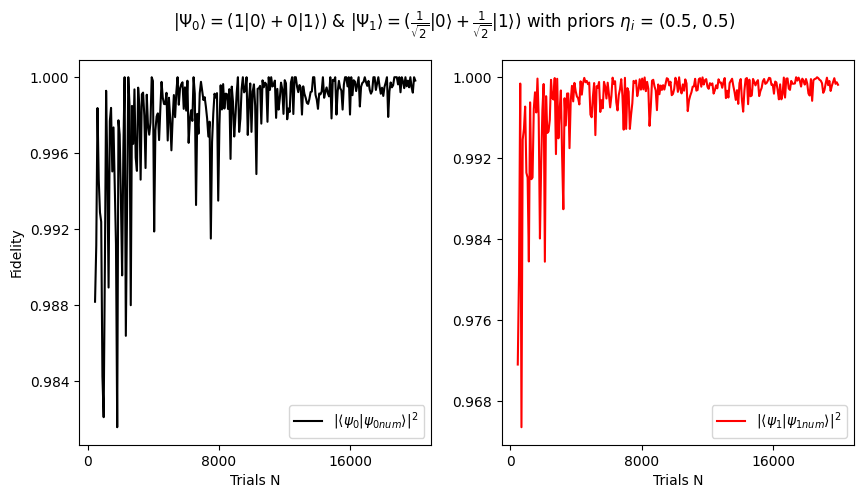 |Ψ₀⟩ = (1|0⟩ + 0|1⟩) & |Ψ₁⟩ = (1/√2|0⟩ + 1/√2|1⟩) with priors ηᵢ = (0.5, 0.5)
Fidelity
1.000
0.996
0.992
0.988
0.984
0
8000
16000
Trials N
|⟨ψ₀|ψ₀ₙᵤₘ⟩|²
1.000
0.992
0.984
0.976
0.968
0
8000
16000
Trials N
|⟨ψ₁|ψ₁ₙᵤₘ⟩|²